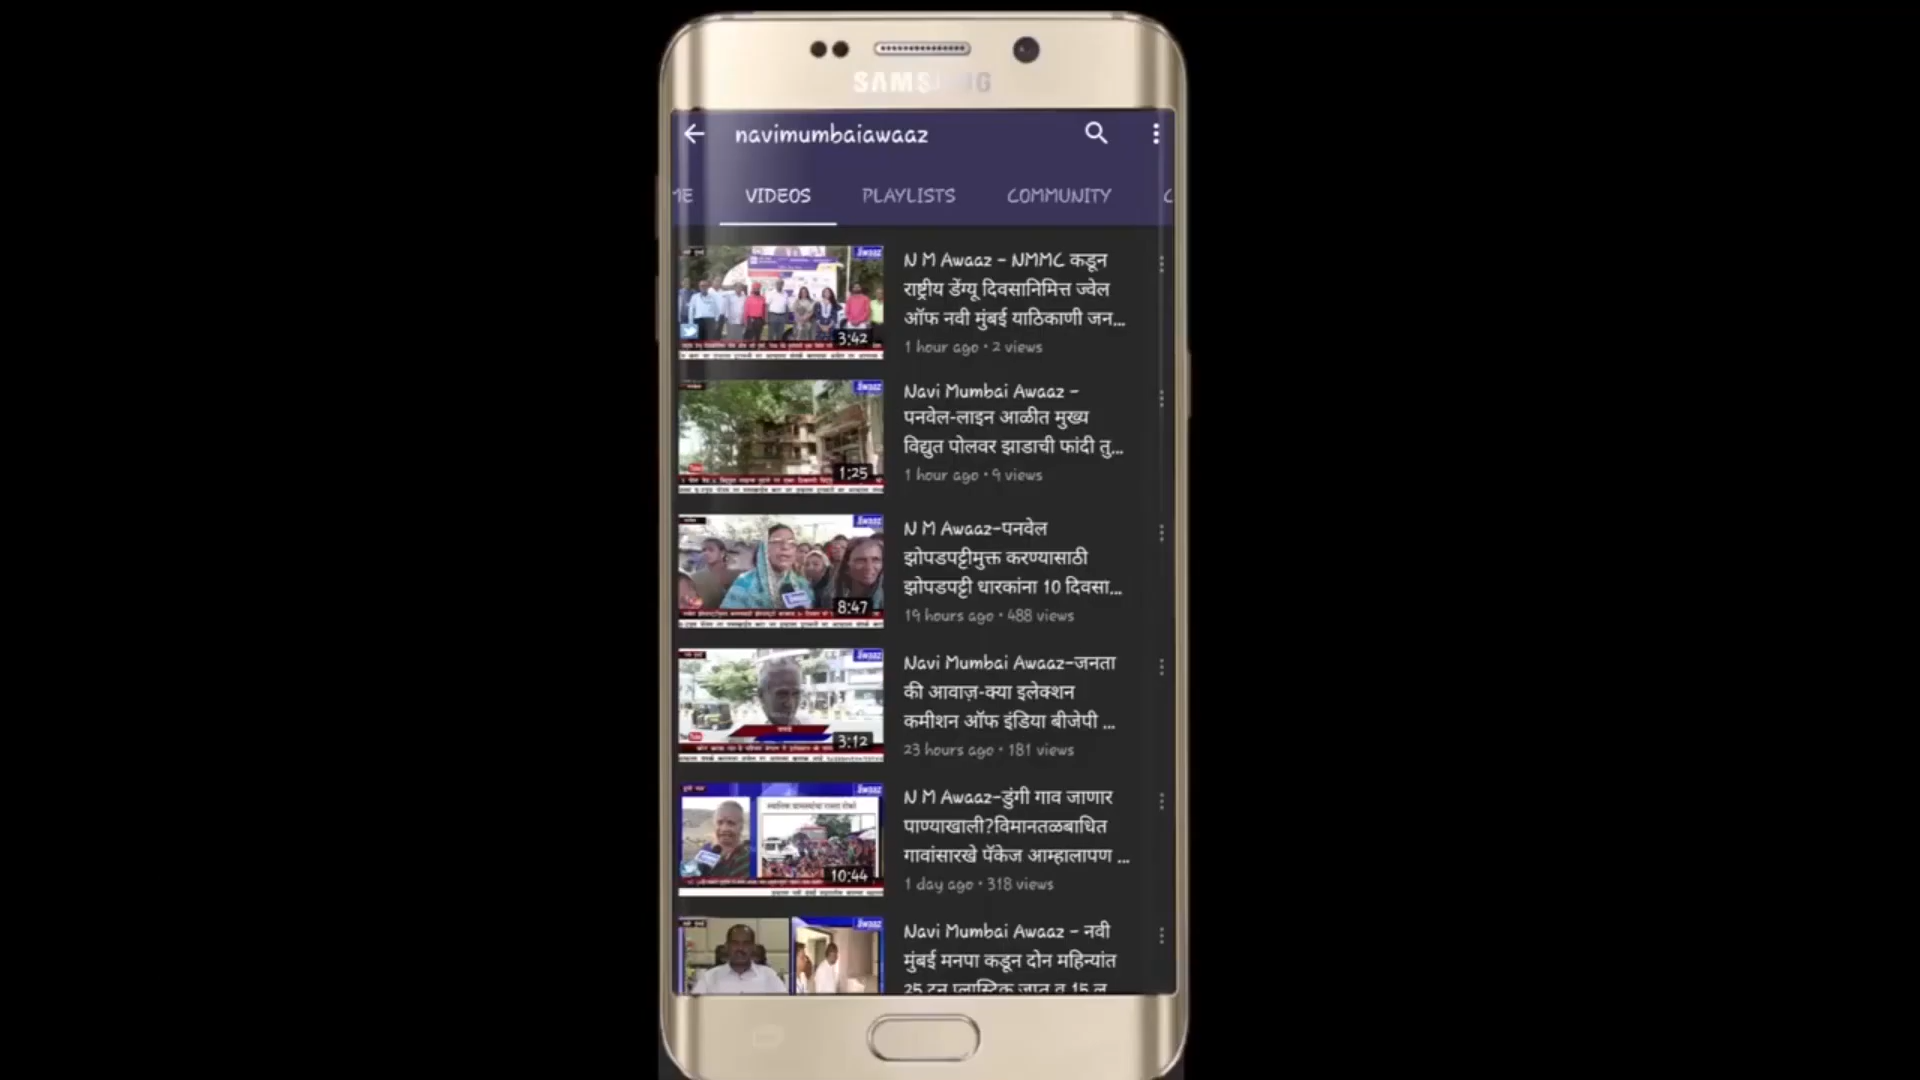 SAMSUNG
navimumbaiawaaz
VIDEOS
PLAYLISTS
COMMUNITY
N M Awaaz - NMMC कडून
राष्ट्रीय डेंग्यू दिवसानिमित्त ज्वेल
ऑफ नवी मुंबई याठिकाणी जन...
1 hour ago • 2 views
3:42
Navi Mumbai Awaaz -
पनवेल-लाइन आळीत मुख्य
विद्युत पोलवर झाडाची फांदी तु...
1 hour ago • 9 views
1:25
N M Awaaz-पनवेल
झोपडपट्टीमुक्त करण्यासाठी
झोपडपट्टी धारकांना 10 दिवसा...
19 hours ago • 488 views
8:47
Navi Mumbai Awaaz-जनता
की आवाज़-क्या इलेक्शन
कमीशन ऑफ इंडिया बीजेपी ...
23 hours ago • 181 views
3:12
N M Awaaz-डुंगी गाव जाणार
पाण्याखाली?विमानतळबाधित
गावांसारखे पॅकेज आम्हालापण ...
1 day ago • 318 views
10:44
Navi Mumbai Awaaz - नवी
मुंबई मनपा कडून दोन महिन्यांत
25 टन प्लास्टिक जप्त व 15 ल